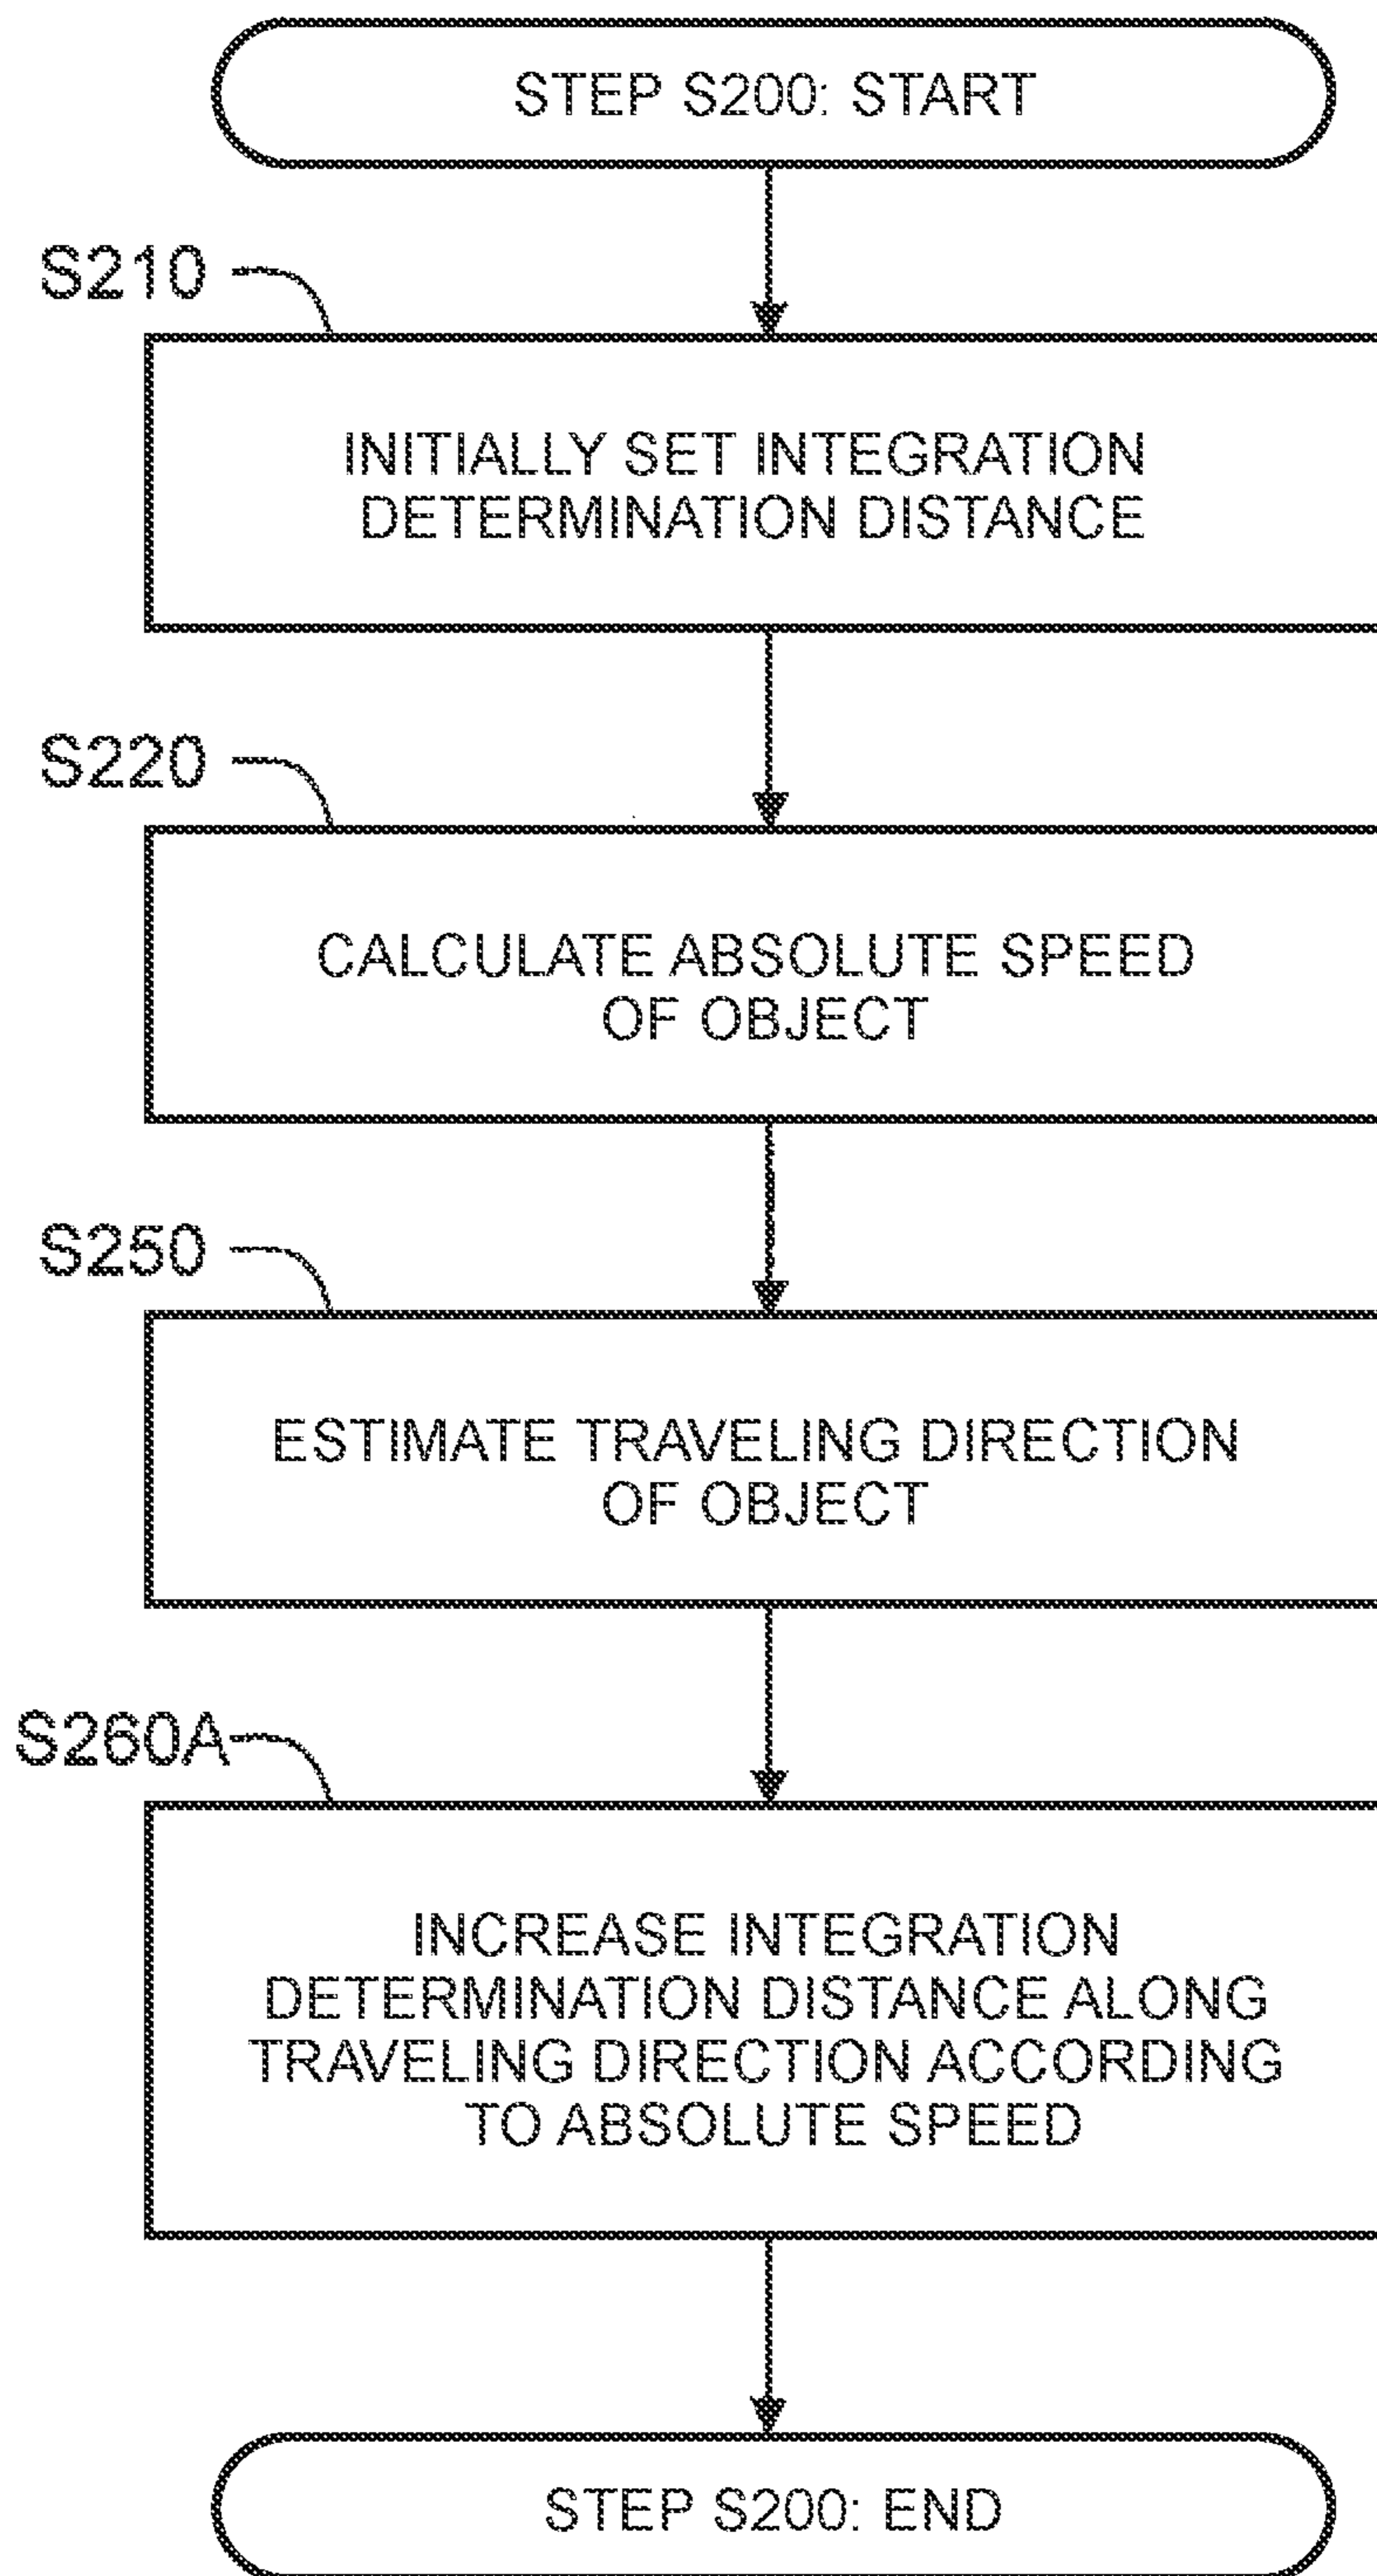 STEP S200: START
S210
INITIALLY SET INTEGRATION
DETERMINATION DISTANCE
S220
CALCULATE ABSOLUTE SPEED
OF OBJECT
S250
ESTIMATE TRAVELING DIRECTION
OF OBJECT
S260A
INCREASE INTEGRATION
DETERMINATION DISTANCE ALONG
TRAVELING DIRECTION ACCORDING
TO ABSOLUTE SPEED
STEP S200: END